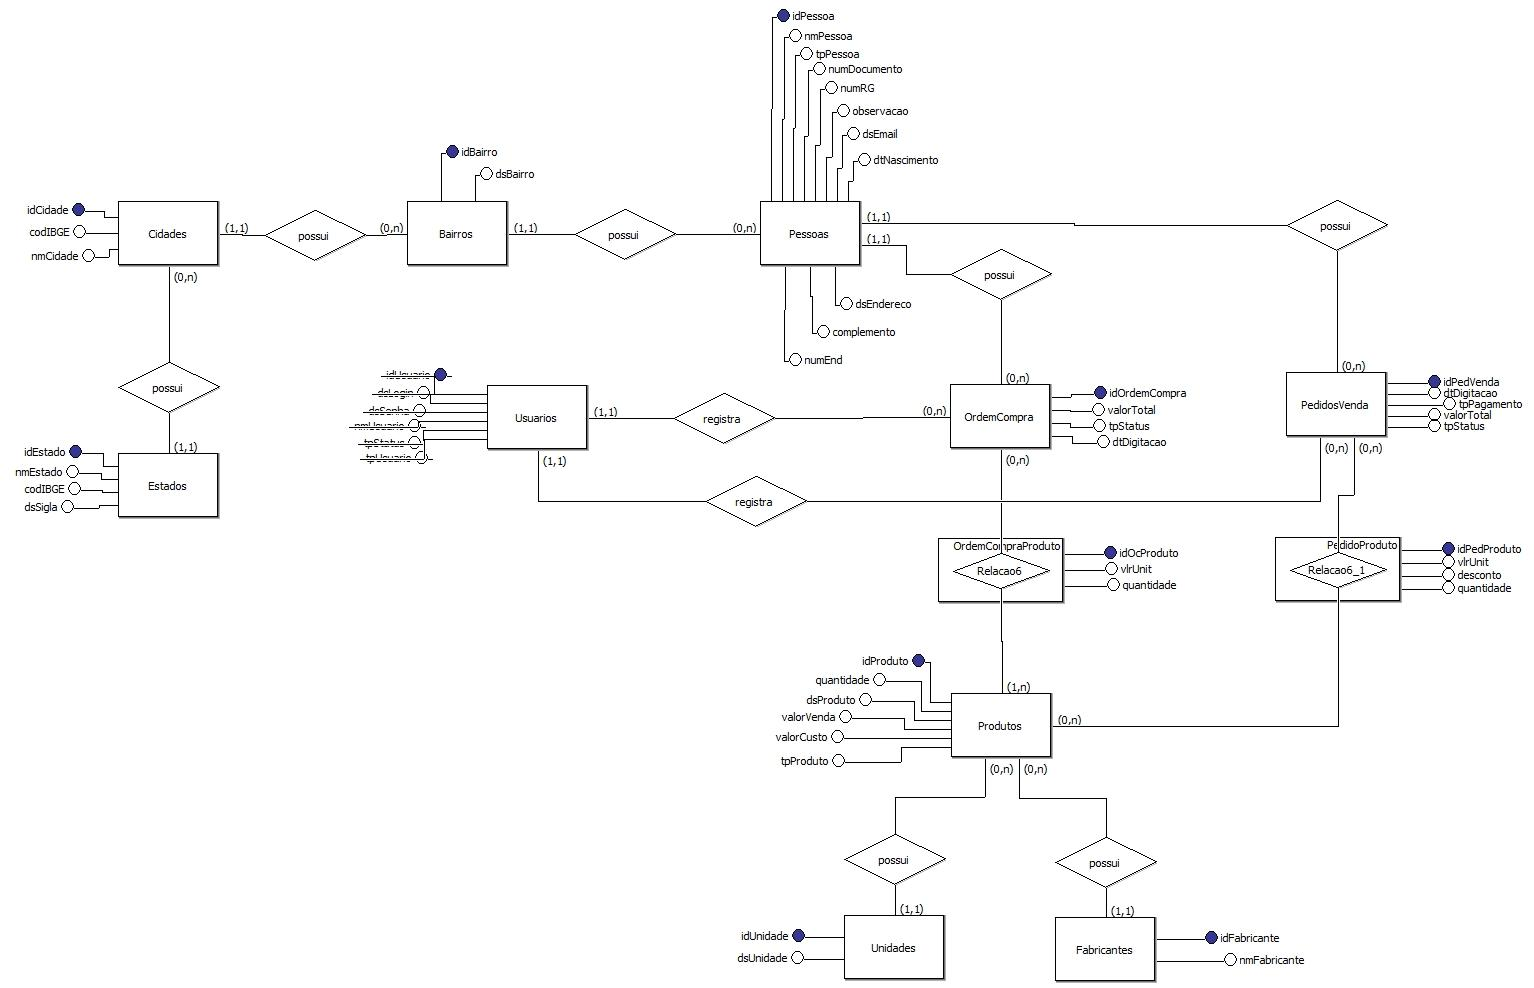 idPessoa
nmPessoa
tpPessoa
numDocumento
numRG
observacao
dsEmail
dtNascimento
idBairro
dsBairro
idCidade
codIBGE
nmCidade
Cidades
(1,1)
possui
(0,n)
Bairros
(1,1)
possui
(0,n)
Pessoas
(1,1)
(1,1)
possui
possui
(0,n)
dsEndereco
complemento
numEnd
possui
(0,n)
(0,n)
idUsuario
dsLogin
dsSenha
nmUsuario
tpStatus
tpUsuario
Usuarios
(1,1)
registra
(0,n)
OrdemCompra
idOrdemCompra
valorTotal
tpStatus
dtDigitacao
PedidosVenda
idPedVenda
dtDigitacao
tpPagamento
valorTotal
tpStatus
(1,1)
idEstado
nmEstado
codIBGE
dsSigla
Estados
(1,1)
(0,n)
(0,n)
(0,n)
registra
OrdemCompraProduto
Relacao6
idOcProduto
vlrUnit
quantidade
PedidoProduto
Relacao6_1
idPedProduto
vlrUnit
desconto
quantidade
idProduto
quantidade
dsProduto
valorVenda
valorCusto
tpProduto
(1,n)
Produtos
(0,n)
(0,n)
(0,n)
possui
possui
(1,1)
(1,1)
idUnidade
dsUnidade
Unidades
Fabricantes
idFabricante
nmFabricante